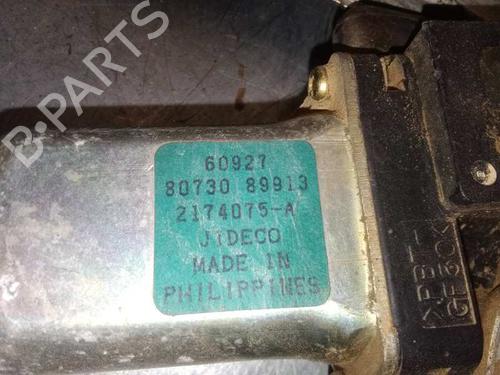 B-PARTS
60927
80730 89913
2174075-A
JIDECO
MADE IN
PHILIPPINES